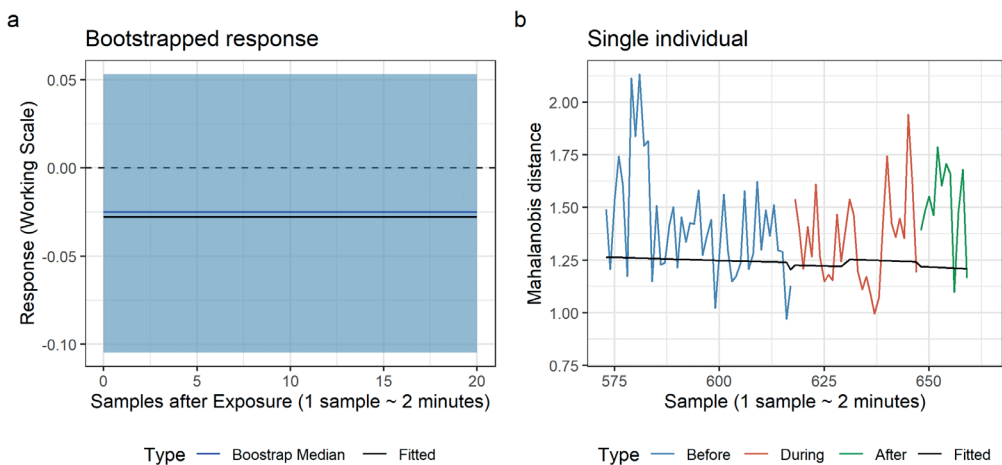 a
Bootstrapped response
Response (Working Scale)
0.05
0.00
-0.05
-0.10
0 5 10 15 20
Samples after Exposure (1 sample ~ 2 minutes)
Type Boostrap Median Fitted
b
Single individual
Mahalanobis distance
2.00
1.75
1.50
1.25
1.00
0.75
575 600 625 650
Sample (1 sample ~ 2 minutes)
Type Before During After Fitted